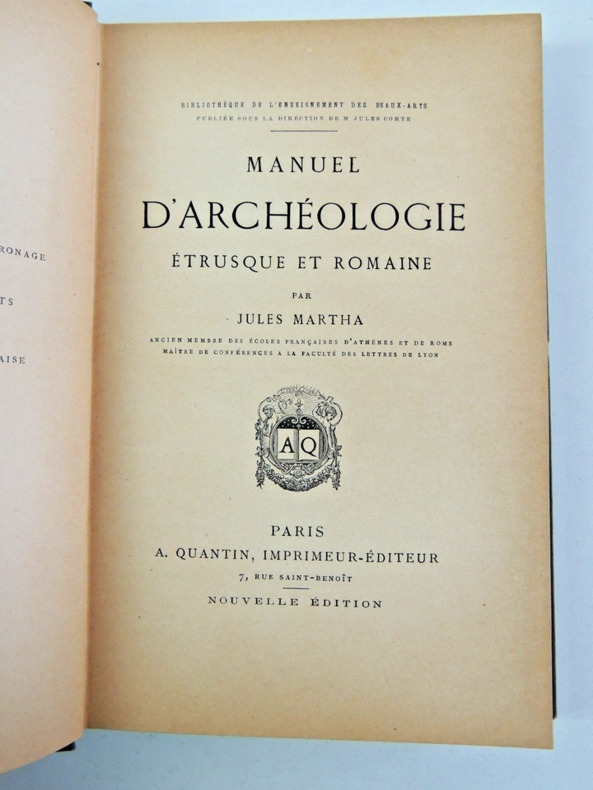 RONAGE
TS
AISE
BIBLIOTHÈQUE DE L'ENSEIGNEMENT DES BEAUX-ARTS
PUBLIÉE SOUS LA DIRECTION DE M JULES COMTE
MANUEL
D'ARCHÉOLOGIE
ÉTRUSQUE ET ROMAINE
PAR
JULES MARTHA
ANCIEN MEMBRE DES ÉCOLES FRANÇAISES D'ATHÈNES ET DE ROME
MAÎTRE DE CONFÉRENCES A LA FACULTÉ DES LETTRES DE LYON
A Q
PARIS
A. QUANTIN, IMPRIMEUR-ÉDITEUR
7, RUE SAINT-BENOÎT
NOUVELLE ÉDITION